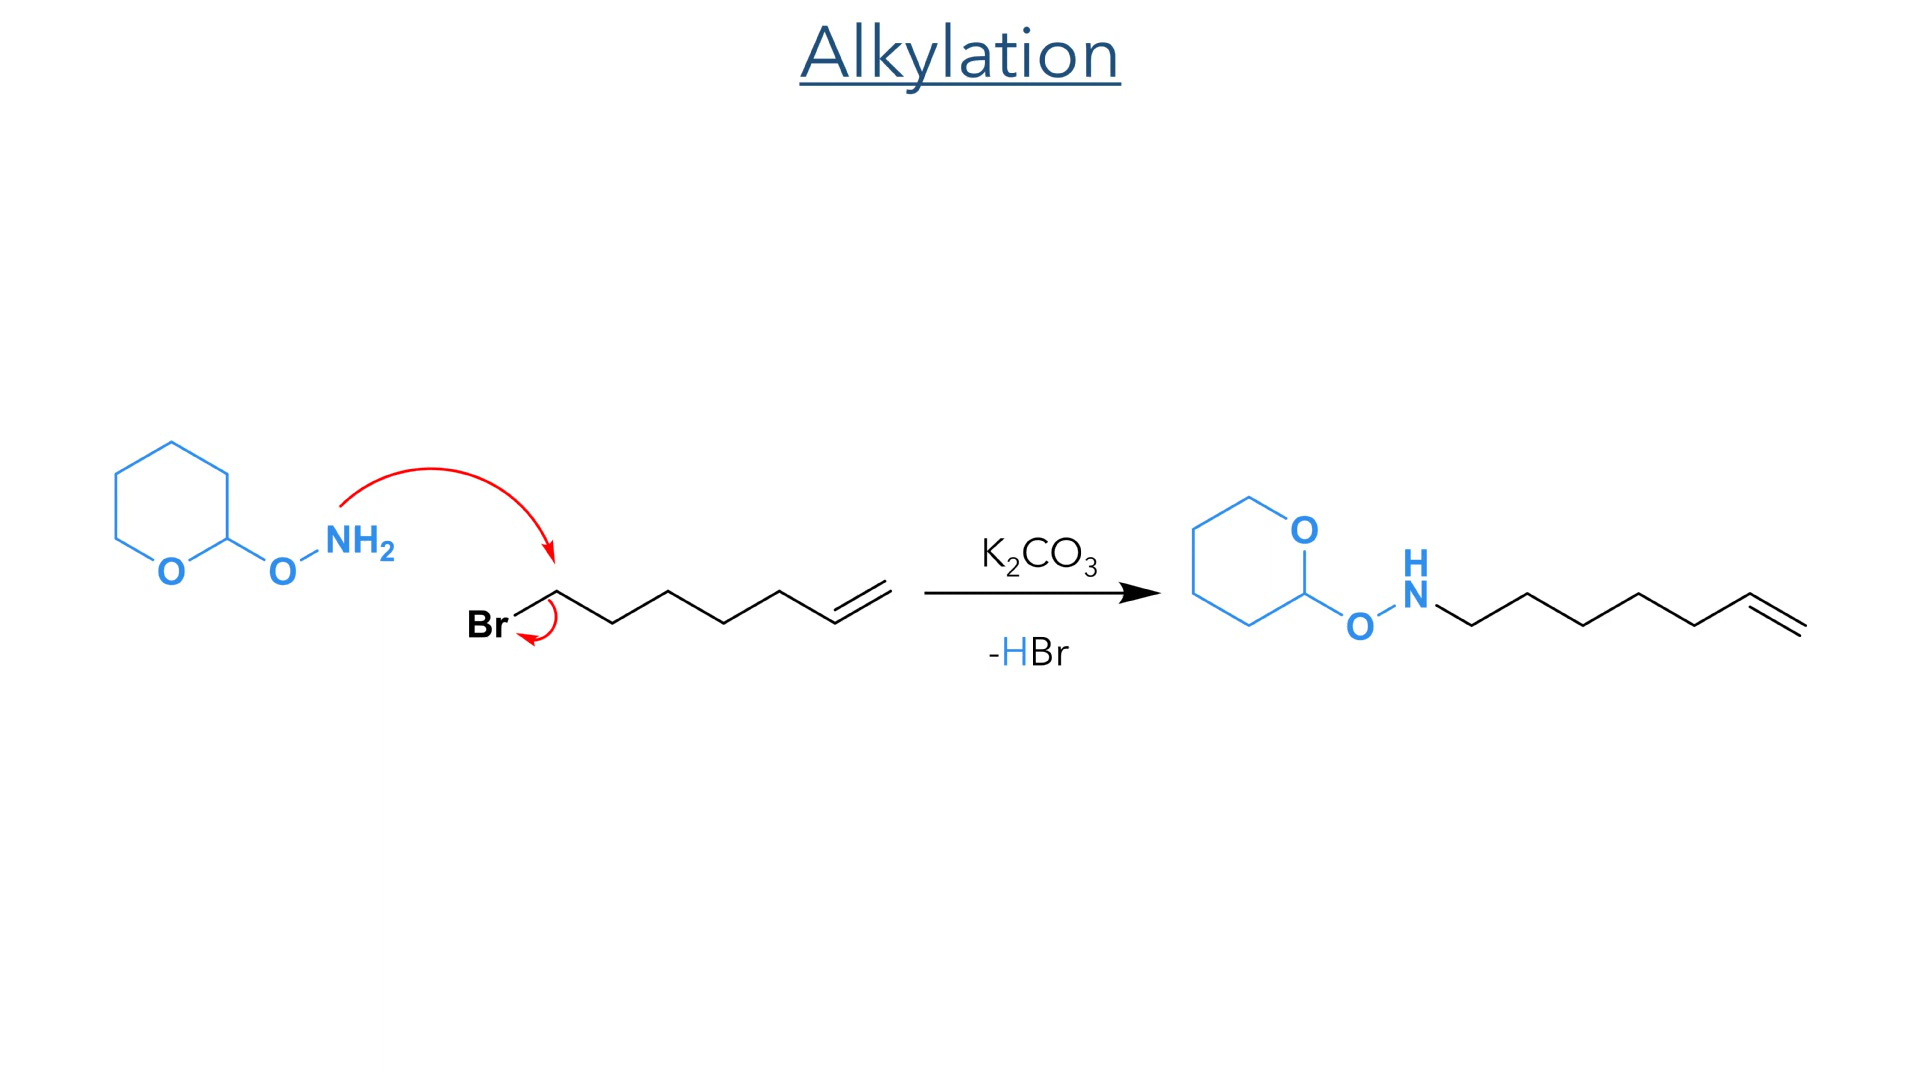 Alkylation
O
O
NH₂
Br
K₂CO₃
-HBr
O
O
H
N